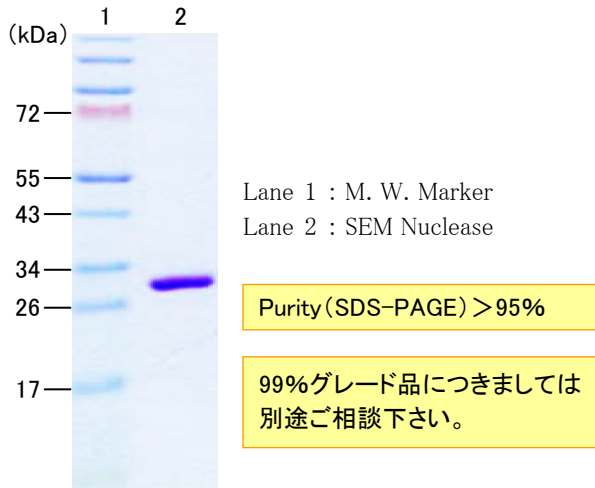 1 2
(kDa)
72
55
43
34
26
17
Lane 1 : M. W. Marker
Lane 2 : SEM Nuclease
Purity(SDS-PAGE)>95%
99%グレード品につきましては
別途ご相談下さい。